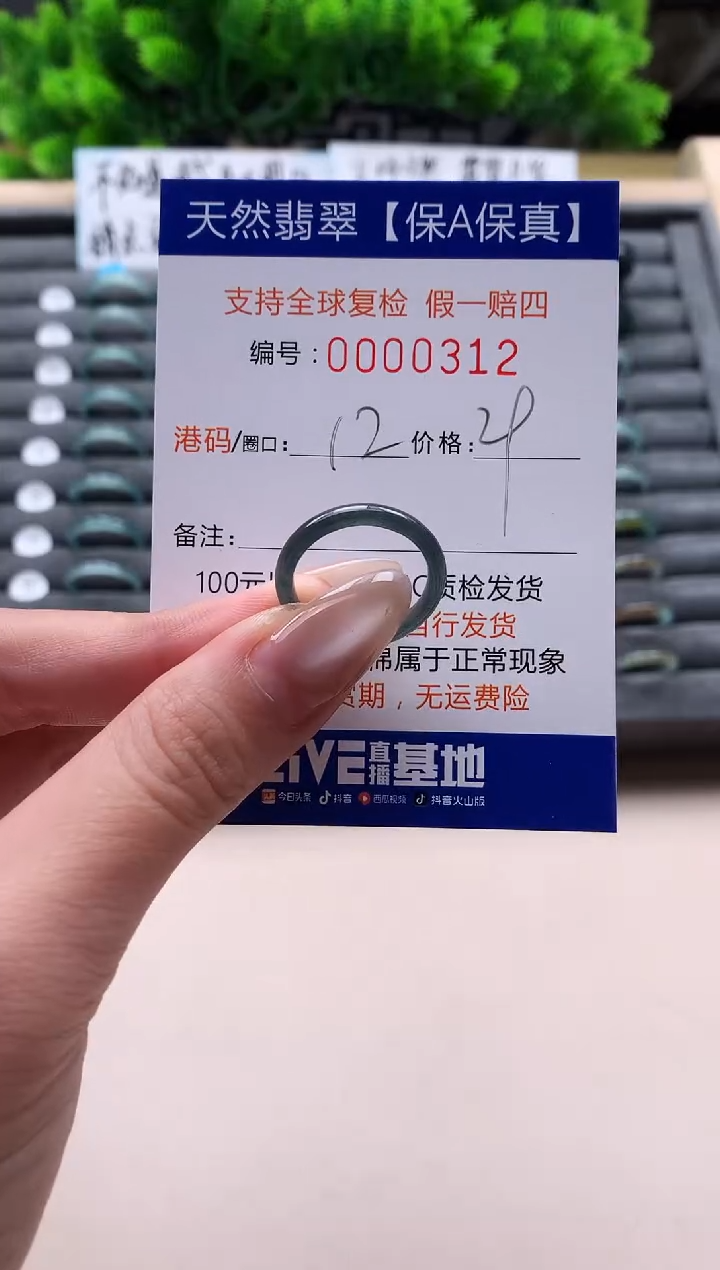 天然翡翠【保A保真】
支持全球复检 假一赔四
编号:0000312
港码/圈口: 12 价格: 29
备注:
100元 质检发货
自行发货
棉属于正常现象
货期,无运费险
LIVE直播基地
今日头条 抖音 西瓜视频 抖音火山版